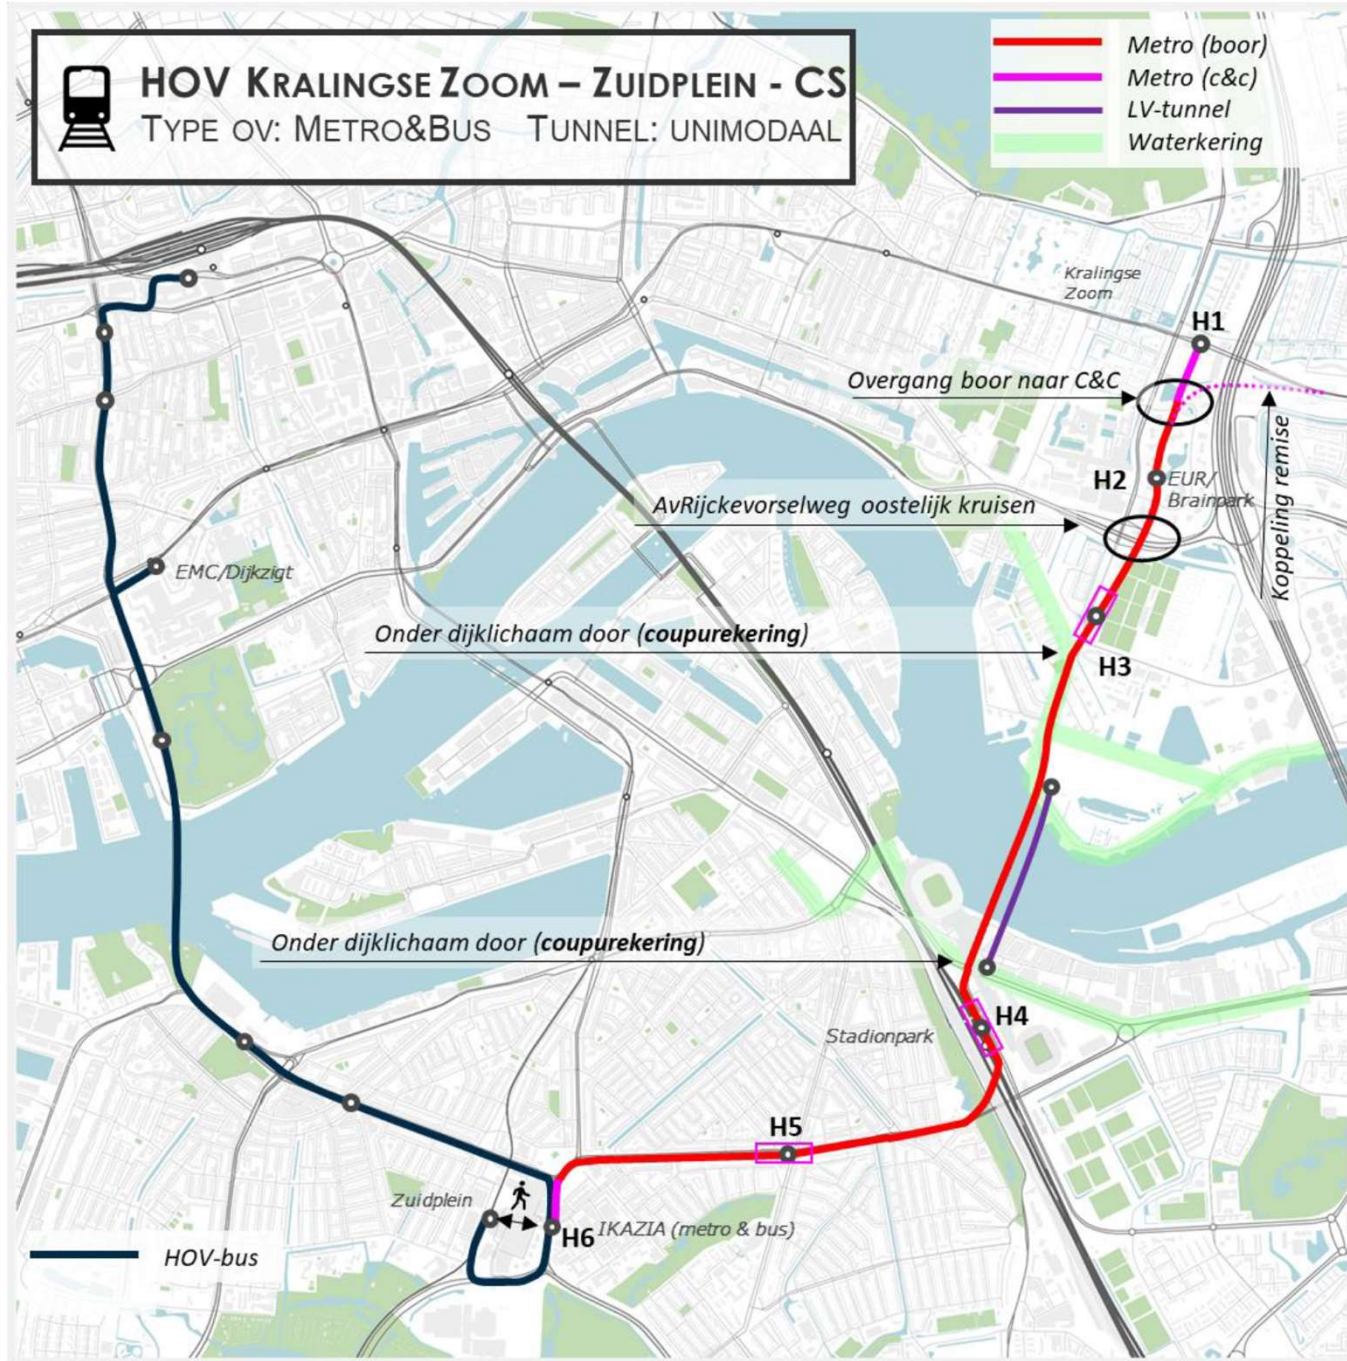 HOV KRALINGSE ZOOM – ZUIDPLEIN - CS
TYPE OV: METRO&BUS TUNNEL: UNIMODAAL
Metro (boor)
Metro (c&c)
LV-tunnel
Waterkering
Kralingse
Zoom
H1
Overgang boor naar C&C
H2
EUR/
Brainpark
Koppeling remise
AvRijckevorselweg oostelijk kruisen
EMC/Dijkzigt
Onder dijklichaam door (coupurekering)
H3
Onder dijklichaam door (coupurekering)
H4
Stadionpark
H5
Zuidplein
H6
IKAZIA (metro & bus)
HOV-bus